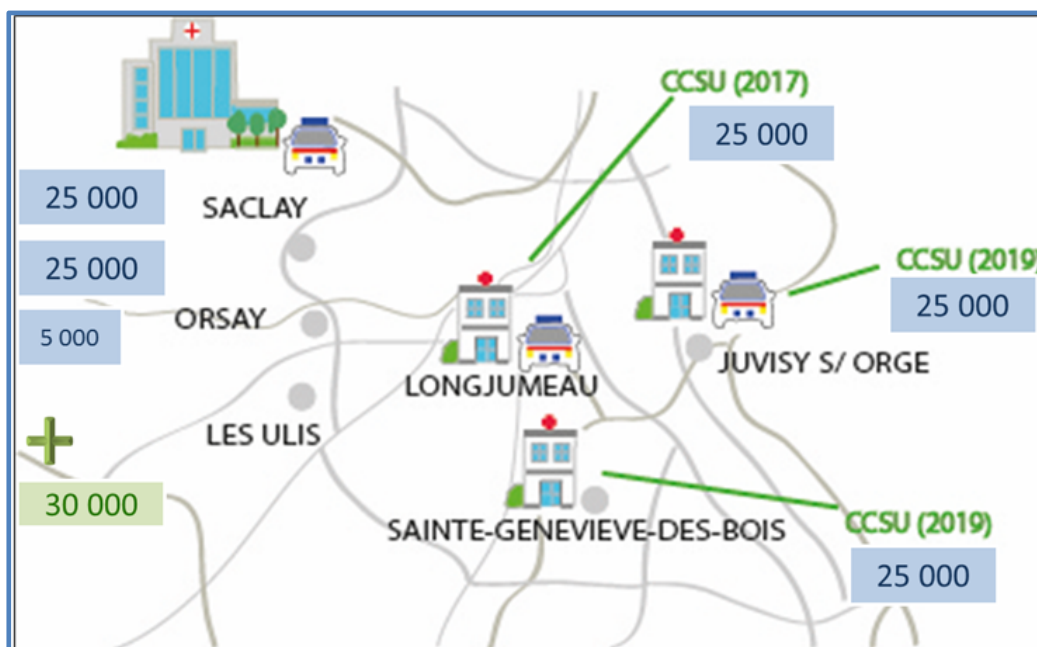 CCSU (2017)
25 000
25 000
SACLAY
25 000
CCSU (2019)
25 000
ORSAY
5 000
JUVISY S/ ORGE
LONGJUMEAU
LES ULIS
30 000
SAINTE-GENEVIEVE-DES-BOIS
CCSU (2019)
25 000